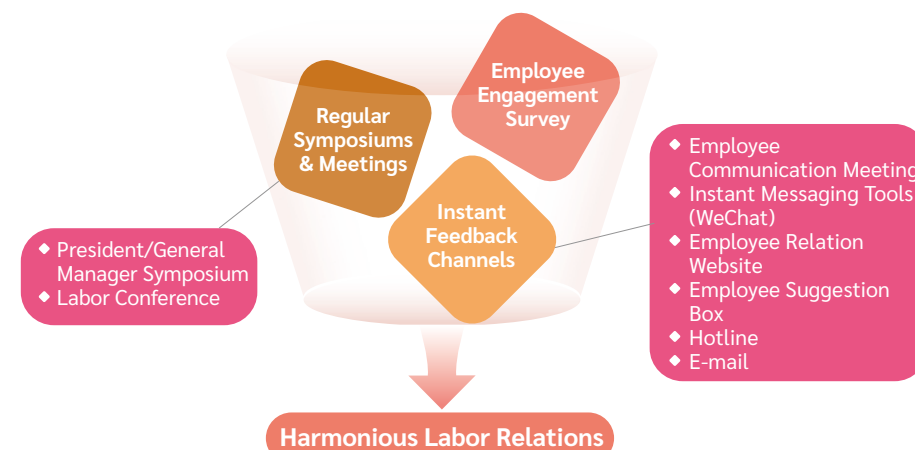 Employee
Engagement
Survey
Regular
Symposiums
& Meetings
Instant
Feedback
Channels
◆ President/General
Manager Symposium
◆ Labor Conference
◆ Employee
Communication Meeting
◆ Instant Messaging Tools
(WeChat)
◆ Employee Relation
Website
◆ Employee Suggestion
Box
◆ Hotline
◆ E-mail
Harmonious Labor Relations